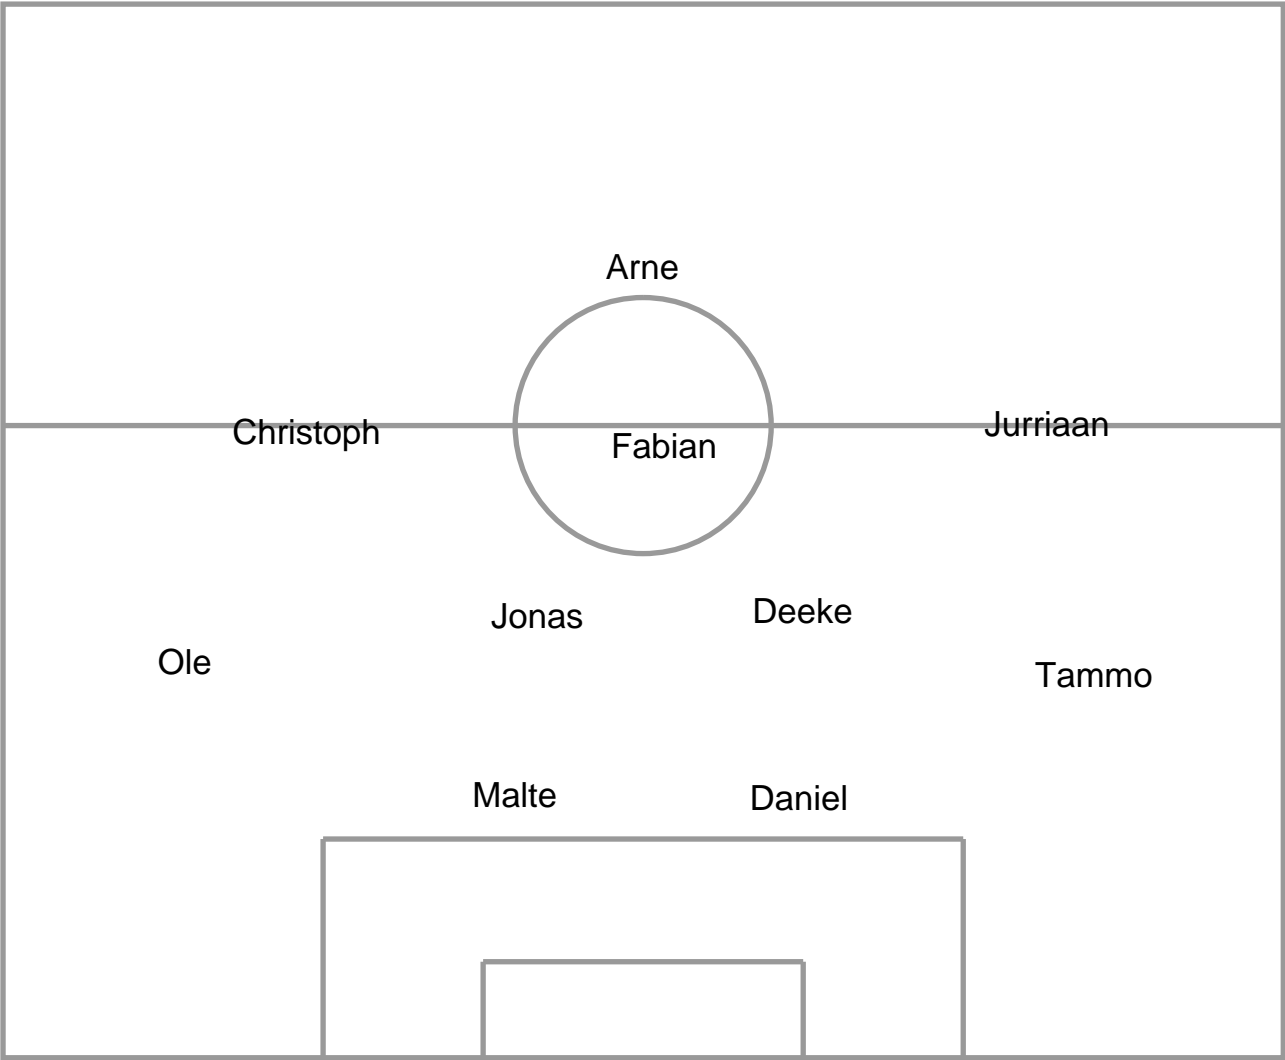 Arne
Christoph
Fabian
Jurriaan
Jonas
Deeke
Ole
Tammo
Malte
Daniel